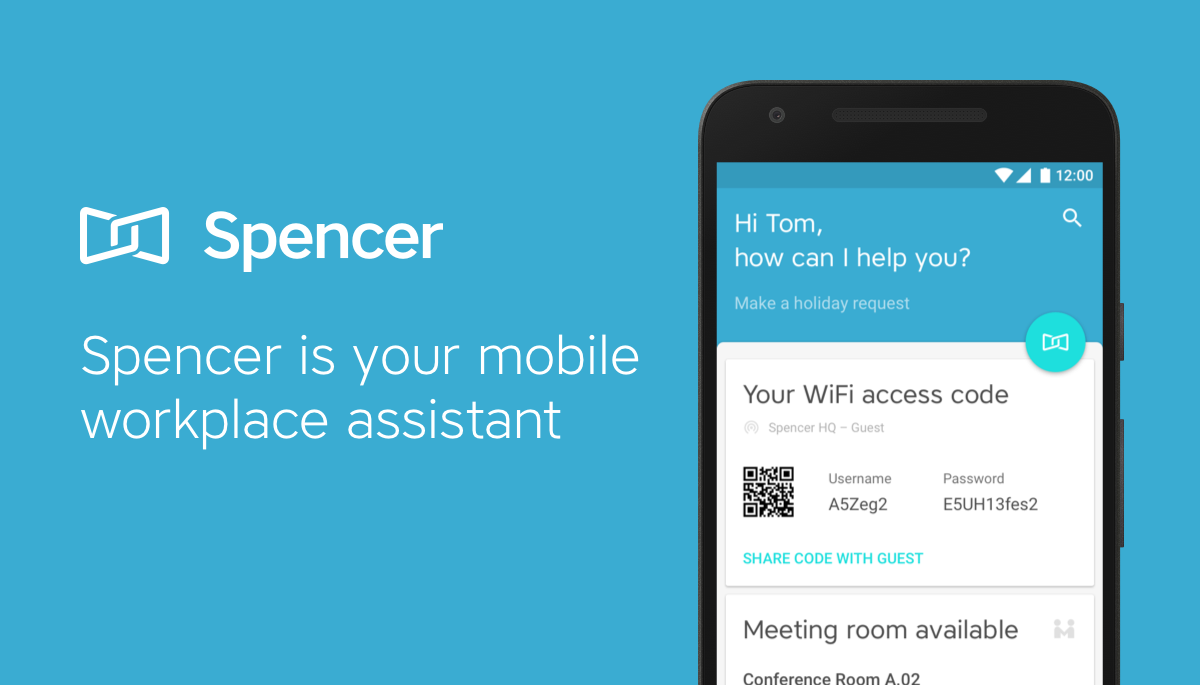 Spencer
Spencer is your mobile
workplace assistant
12:00
Hi Tom,
how can I help you?
Make a holiday request
Your WiFi access code
Spencer HQ – Guest
Username
Password
A5Zeg2
E5UH13fes2
SHARE CODE WITH GUEST
Meeting room available
Conference Room A.02